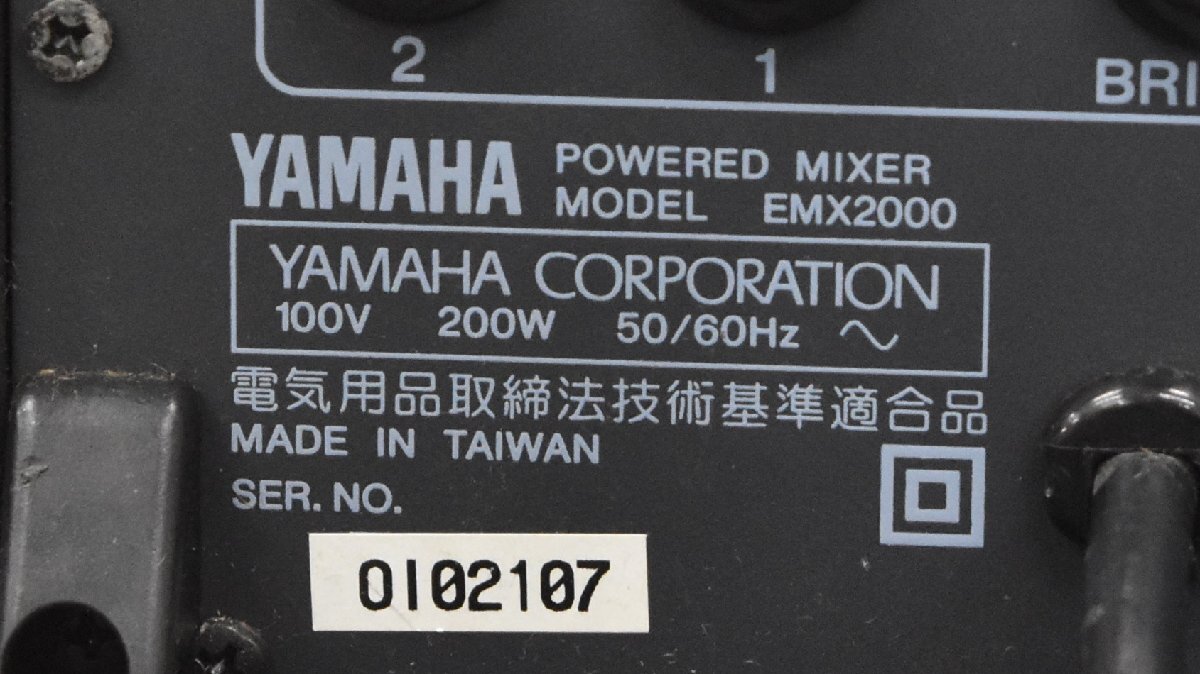 2 1 BRI
YAMAHA POWERED MIXER
MODEL EMX2000
YAMAHA CORPORATION
100V 200W 50/60Hz
電気用品取締法技術基準適合品
MADE IN TAIWAN
SER. NO.
OI02107